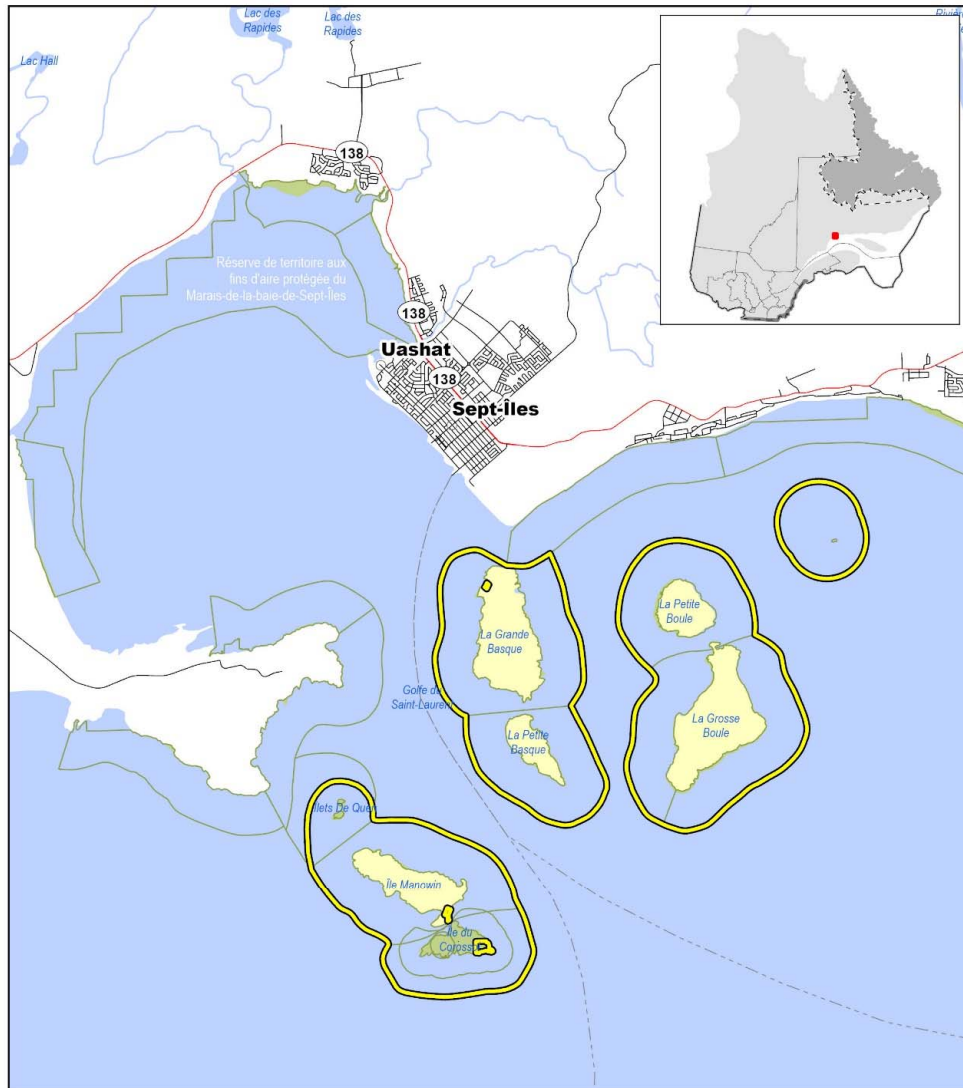 Lac Hall
Lac des
Rapides
Lac des
Rapides
138
Réserve de territoire aux
fins d'aire protégée du
Marais-de-la-baie-de-Sept-Îles
138
Uashat
138
Sept-Îles
La Petite
Boule
La Grande
Basque
Golfe du
Saint-Laurent
La Grosse
Boule
La Petite
Basque
Îlets De Quen
Île Manowin
Île du
Corossol